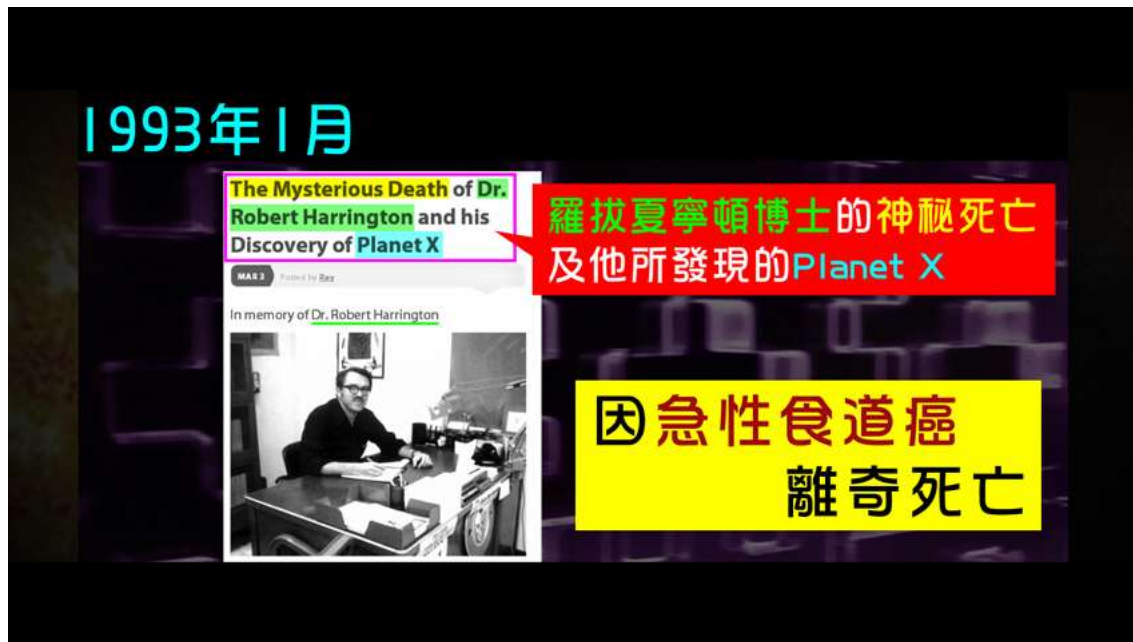 1993年1月
The Mysterious Death of Dr.
Robert Harrington and his
Discovery of Planet X
MAR 2 Posted by Ray
In memory of Dr. Robert Harrington
羅拔夏寧頓博士的神秘死亡
及他所發現的Planet X
因急性食道癌
離奇死亡